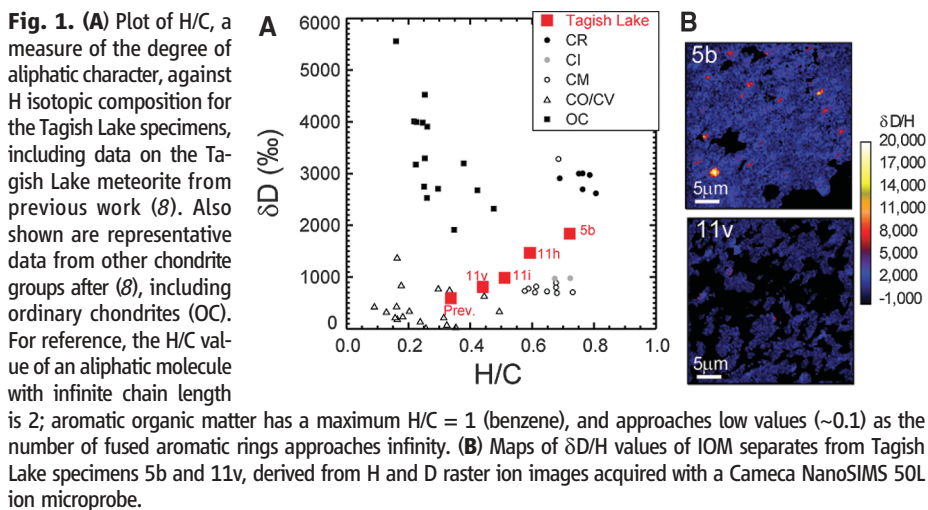 Fig. 1. (A) Plot of H/C, a
measure of the degree of
aliphatic character, against
H isotopic composition for
the Tagish Lake specimens,
including data on the Ta-
gish Lake meteorite from
previous work (8). Also
shown are representative
data from other chondrite
groups after (8), including
ordinary chondrites (OC).
For reference, the H/C val-
ue of an aliphatic molecule
with infinite chain length
is 2; aromatic organic matter has a maximum H/C = 1 (benzene), and approaches low values (~0.1) as the
number of fused aromatic rings approaches infinity. (B) Maps of δD/H values of IOM separates from Tagish
Lake specimens 5b and 11v, derived from H and D raster ion images acquired with a Cameca NanoSIMS 50L
ion microprobe.
A
6000
5000
4000
3000
2000
1000
0
δD (‰)
0.0 0.2 0.4 0.6 0.8 1.0
H/C
Tagish Lake
CR
CI
CM
CO/CV
OC
5b
11h
11i
11v
Prev.
B
5b
5μm
11v
5μm
δD/H
20,000
17,000
14,000
11,000
8,000
5,000
2,000
-1,000